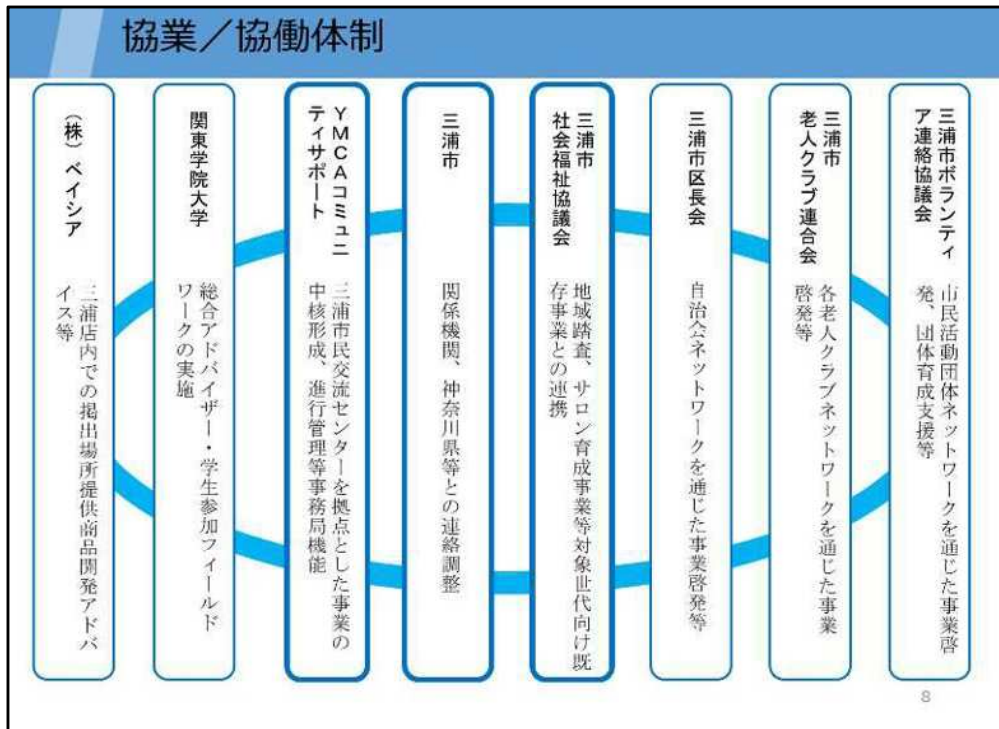 協業／協働体制
三浦市ボランティ
ア連絡協議会
市民活動団体ネットワークを通じた事業啓
発、団体育成支援等
三浦市
老人クラブ連合会
各老人クラブネットワークを通じた事業
啓発等
三浦市区長会
自治会ネットワークを通じた事業啓発等
三浦市
社会福祉協議会
地域踏査、サロン育成事業等対象世代向け既
存事業との連携
三浦市
関係機関、神奈川県等との連絡調整
ＹＭＣＡコミュニ
ティサポート
三浦市民交流センターを拠点とした事業の
中核形成、進行管理等事務局機能
関東学院大学
総合アドバイザー・学生参加フィールド
ワークの実施
（株）ベイシア
三浦店内での掲出場所提供商品開発アドバ
イス等
8